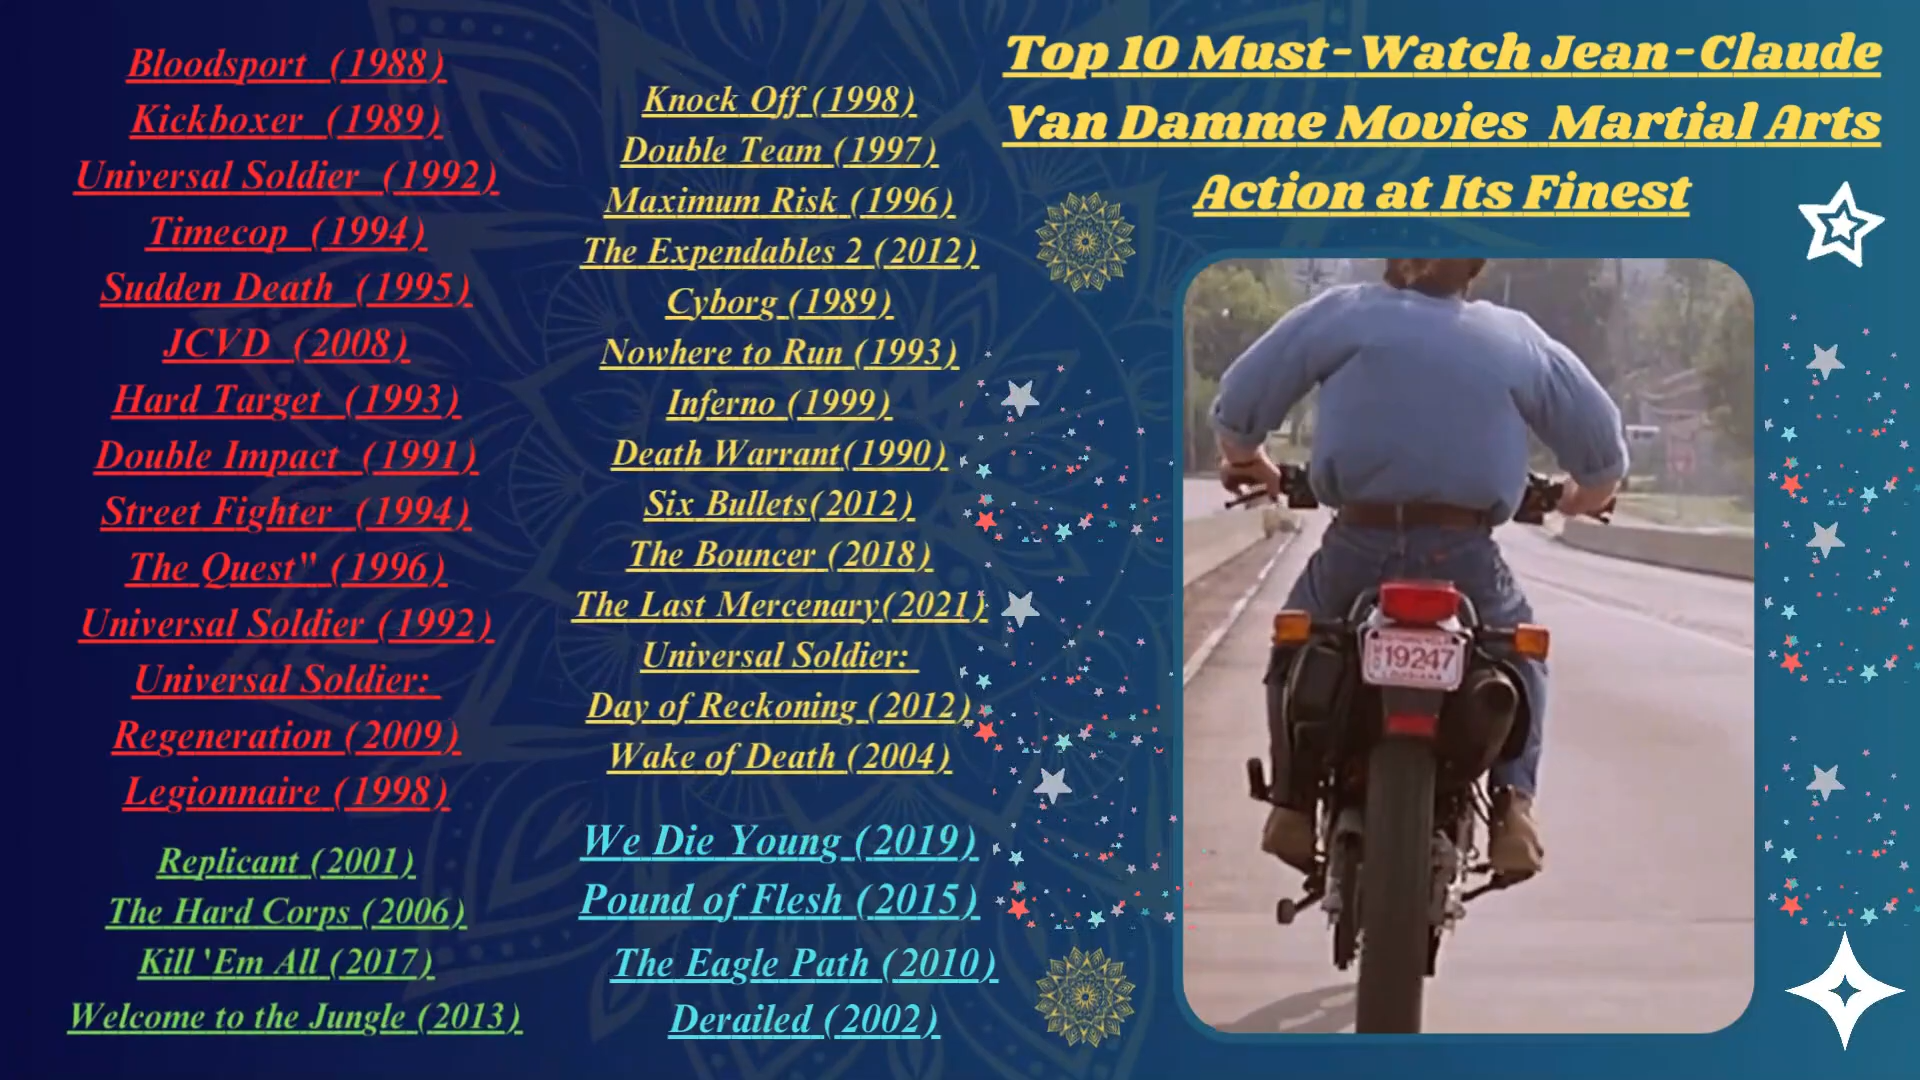 Top 10 Must-Watch Jean-Claude
Van Damme Movies Martial Arts
Action at Its Finest
Bloodsport (1988)
Kickboxer (1989)
Universal Soldier (1992)
Timecop (1994)
Sudden Death (1995)
JCVD (2008)
Hard Target (1993)
Double Impact (1991)
Street Fighter (1994)
The Quest" (1996)
Universal Soldier (1992)
Universal Soldier:
Regeneration (2009)
Legionnaire (1998)
Replicant (2001)
The Hard Corps (2006)
Kill 'Em All (2017)
Welcome to the Jungle (2013)
Knock Off (1998)
Double Team (1997)
Maximum Risk (1996)
The Expendables 2 (2012)
Cyborg (1989)
Nowhere to Run (1993)
Inferno (1999)
Death Warrant(1990)
Six Bullets(2012)
The Bouncer (2018)
The Last Mercenary(2021)
Universal Soldier:
Day of Reckoning (2012)
Wake of Death (2004)
We Die Young (2019)
Pound of Flesh (2015)
The Eagle Path (2010)
Derailed (2002)
19247
LOUISIANA